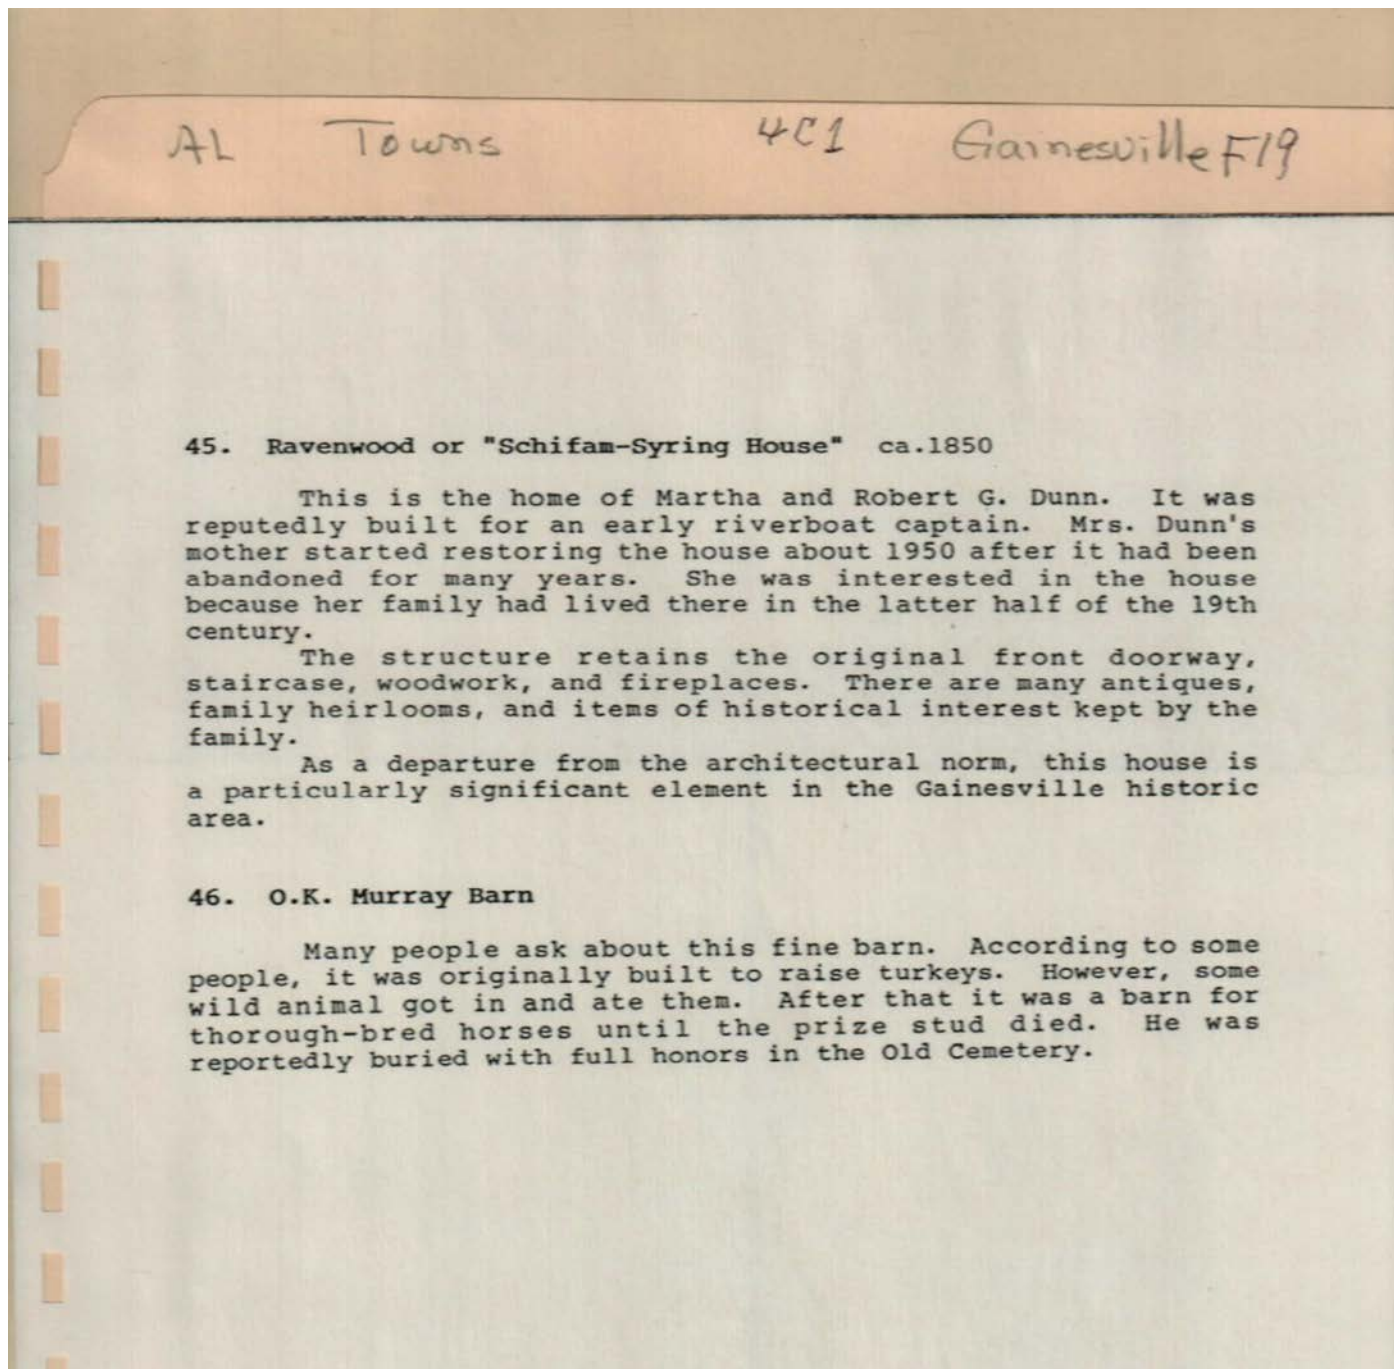 AL Towns 4C1 Gainesville F19
45. Ravenwood or "Schifam-Syring House" ca.1850
This is the home of Martha and Robert G. Dunn. It was
reputedly built for an early riverboat captain. Mrs. Dunn's
mother started restoring the house about 1950 after it had been
abandoned for many years. She was interested in the house
because her family had lived there in the latter half of the 19th
century.
The structure retains the original front doorway,
staircase, woodwork, and fireplaces. There are many antiques,
family heirlooms, and items of historical interest kept by the
family.
As a departure from the architectural norm, this house is
a particularly significant element in the Gainesville historic
area.
46. O.K. Murray Barn
Many people ask about this fine barn. According to some
people, it was originally built to raise turkeys. However, some
wild animal got in and ate them. After that it was a barn for
thorough-bred horses until the prize stud died. He was
reportedly buried with full honors in the Old Cemetery.